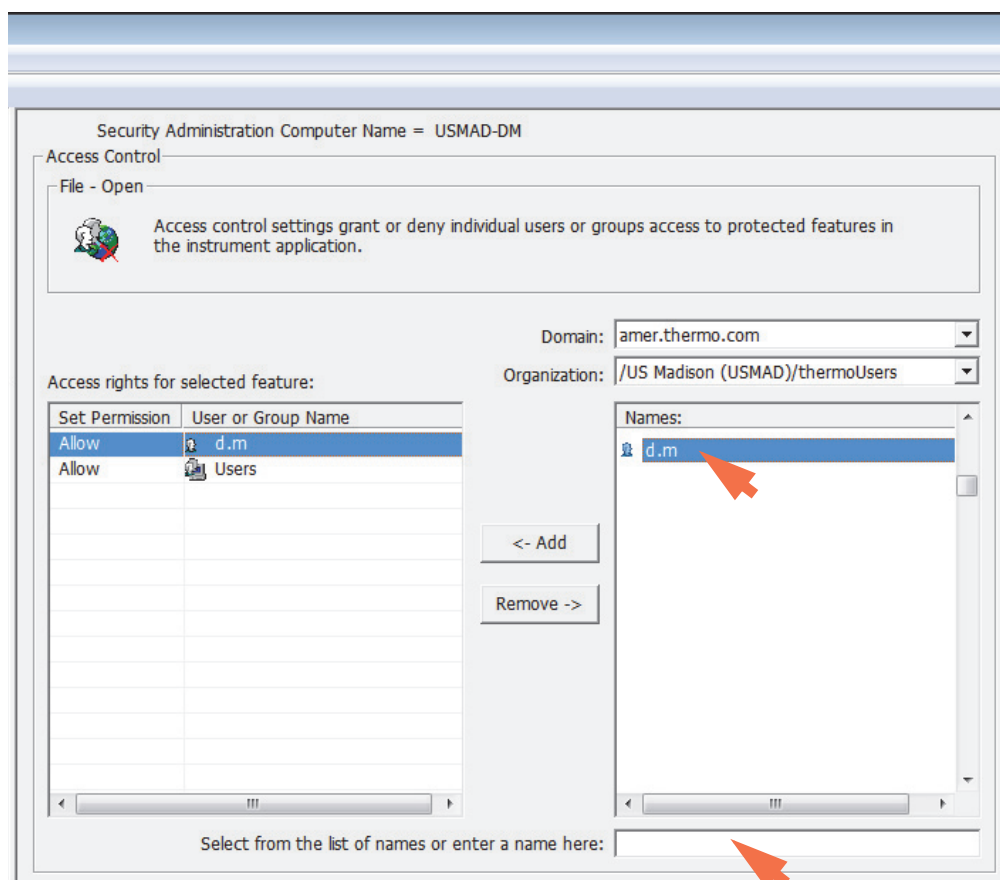 Security Administration Computer Name = USMAD-DM
Access Control
File - Open
Access control settings grant or deny individual users or groups access to protected features in
the instrument application.
Domain: amer.thermo.com
Organization: /US Madison (USMAD)/thermoUsers
Access rights for selected feature:
Set Permission User or Group Name
Allow d.m
Allow Users
Names:
d.m
<- Add
Remove ->
Select from the list of names or enter a name here: